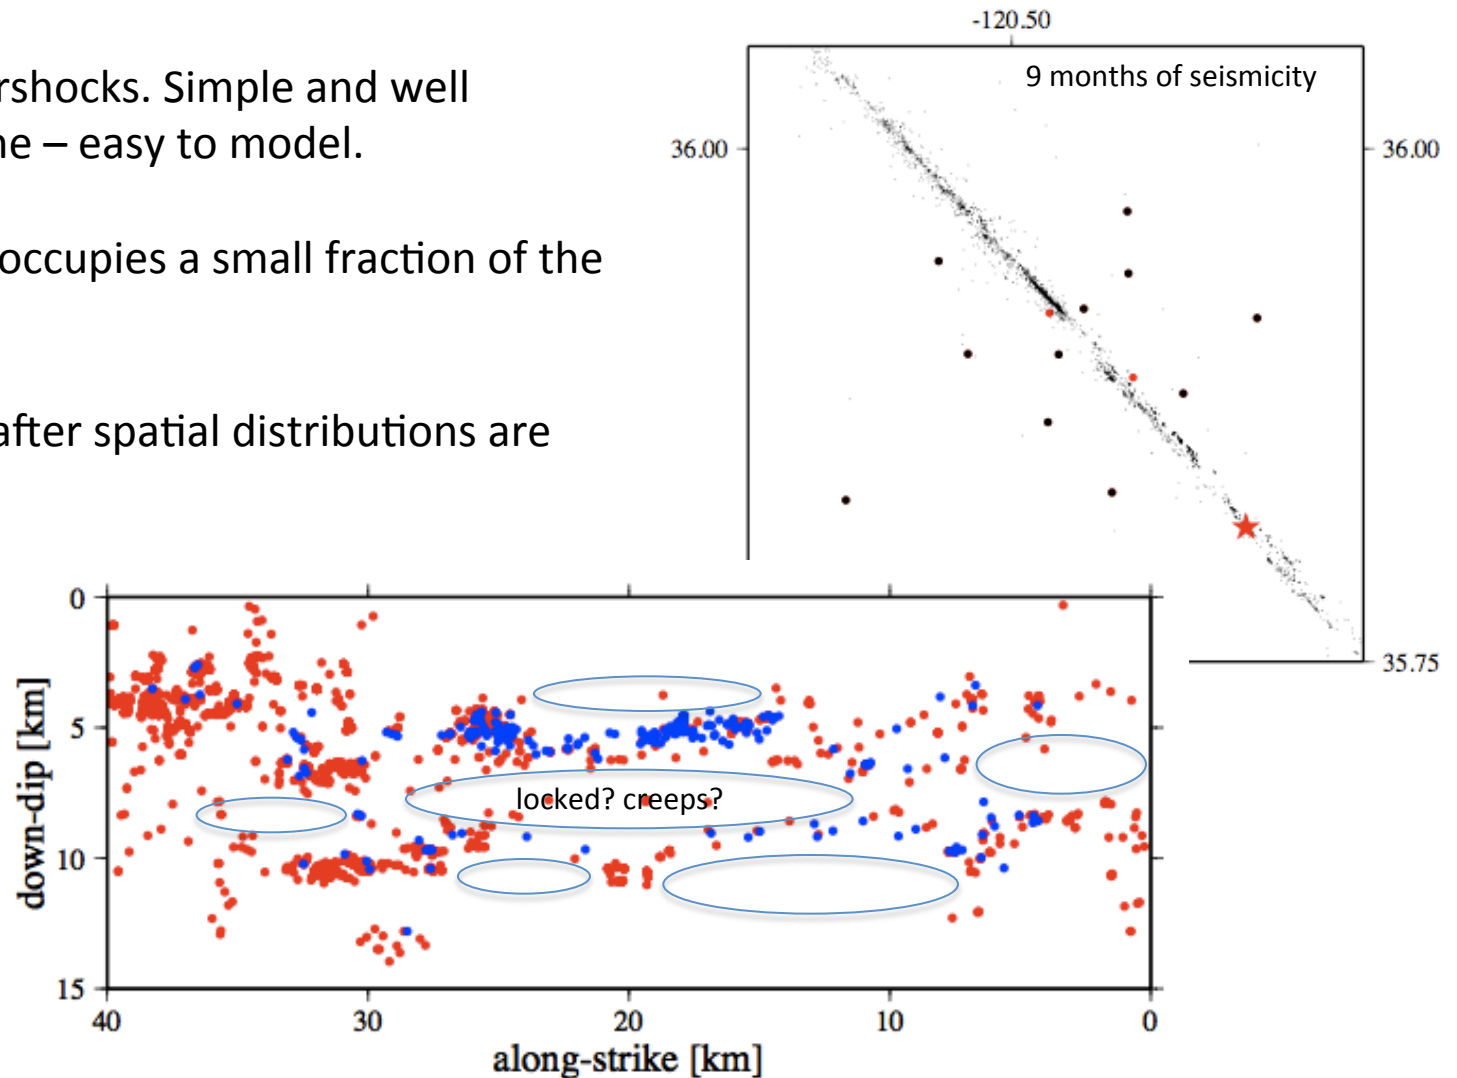 rshocks. Simple and well
ne – easy to model.
occupies a small fraction of the
after spatial distributions are
-120.50
9 months of seismicity
36.00
36.00
35.75
0
5
10
15
down-dip [km]
locked? creeps?
40
30
20
10
0
along-strike [km]